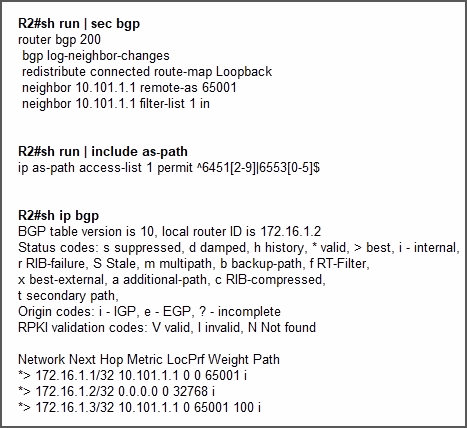 R2#sh run | sec bgp
router bgp 200
bgp log-neighbor-changes
redistribute connected route-map Loopback
neighbor 10.101.1.1 remote-as 65001
neighbor 10.101.1.1 filter-list 1 in
R2#sh run | include as-path
ip as-path access-list 1 permit ^6451[2-9]|6553[0-5]$
R2#sh ip bgp
BGP table version is 10, local router ID is 172.16.1.2
Status codes: s suppressed, d damped, h history, * valid, > best, i - internal,
r RIB-failure, S Stale, m multipath, b backup-path, f RT-Filter,
x best-external, a additional-path, c RIB-compressed,
t secondary path,
Origin codes: i - IGP, e - EGP, ? - incomplete
RPKI validation codes: V valid, I invalid, N Not found
Network Next Hop Metric LocPrf Weight Path
*> 172.16.1.1/32 10.101.1.1 0 0 65001 i
*> 172.16.1.2/32 0.0.0.0 0 32768 i
*> 172.16.1.3/32 10.101.1.1 0 65001 100 i